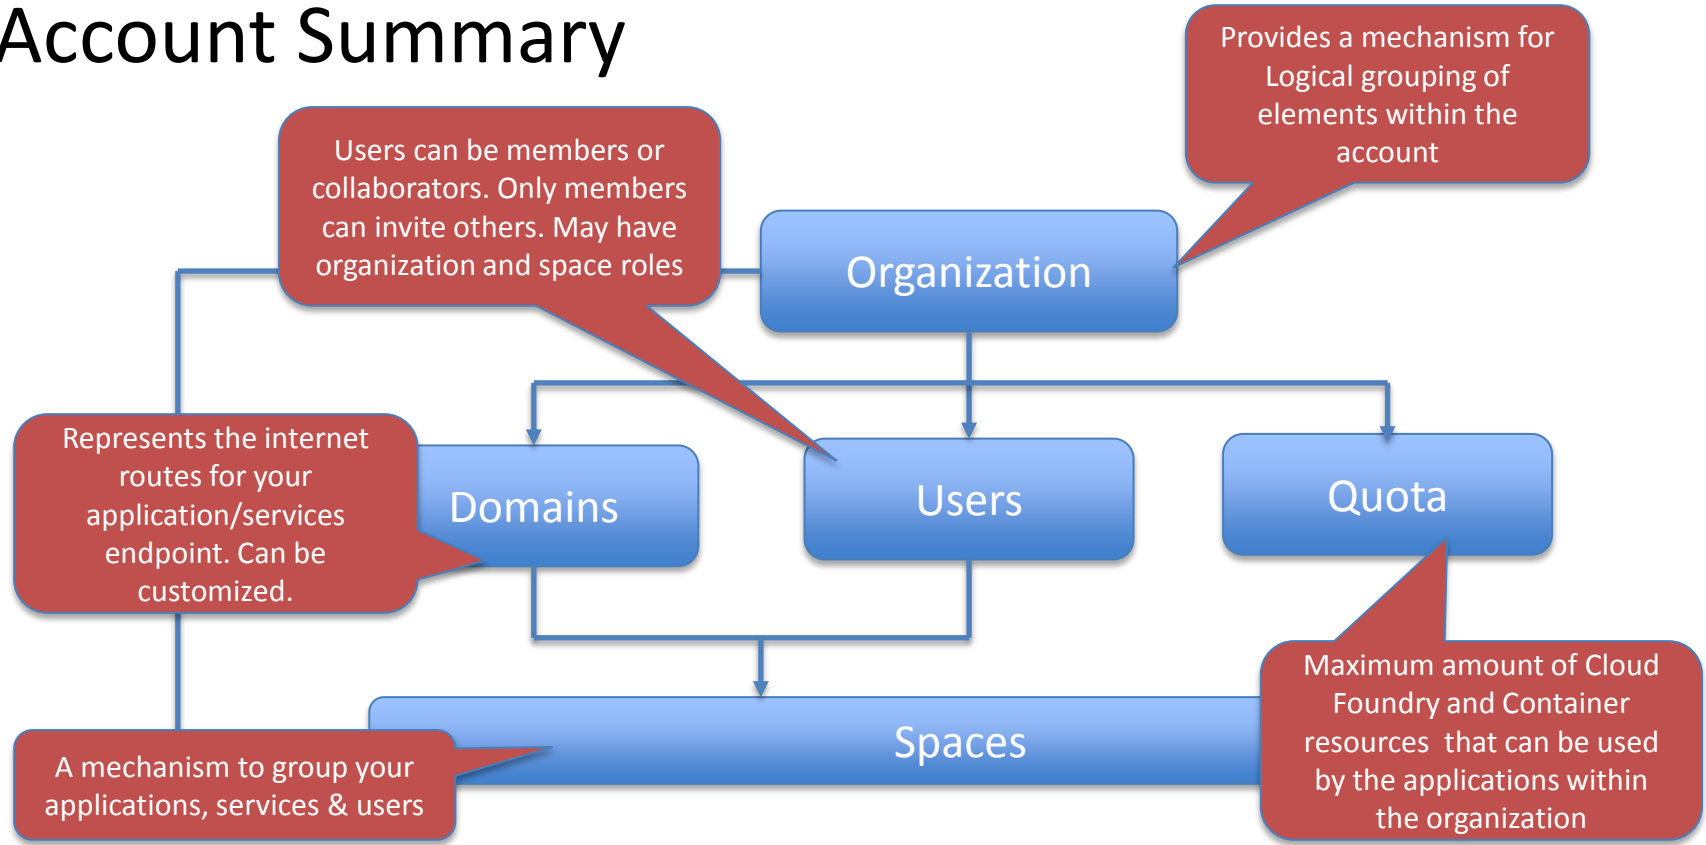 Account Summary
Provides a mechanism for
Logical grouping of
elements within the
account
Users can be members or
collaborators. Only members
can invite others. May have
organization and space roles
Organization
Represents the internet
routes for your
application/services
endpoint. Can be
customized.
Domains
Users
Quota
Maximum amount of Cloud
Foundry and Container
resources that can be used
by the applications within
the organization
Spaces
A mechanism to group your
applications, services & users